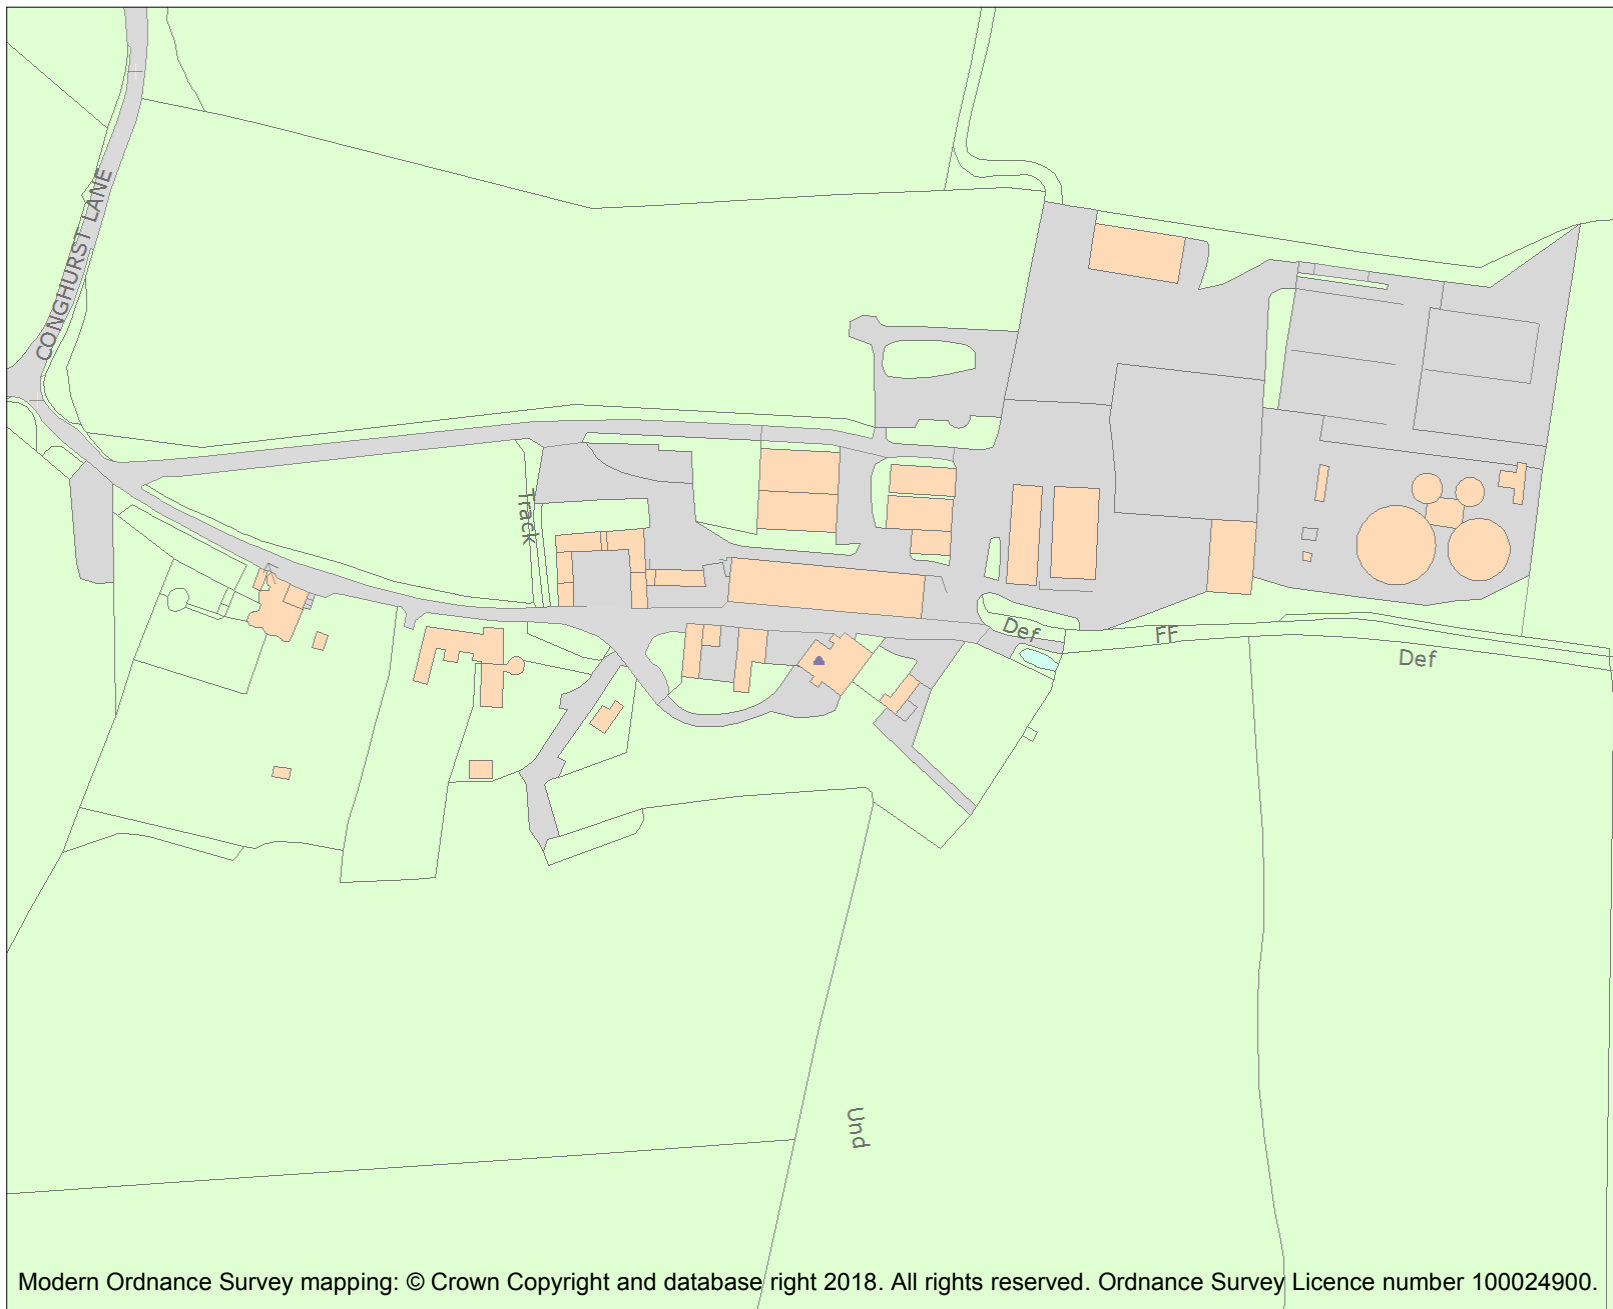 CONGHURST LANE
Track
Def
FF
Def
Und
Modern Ordnance Survey mapping: © Crown Copyright and database right 2018. All rights reserved. Ordnance Survey Licence number 100024900.